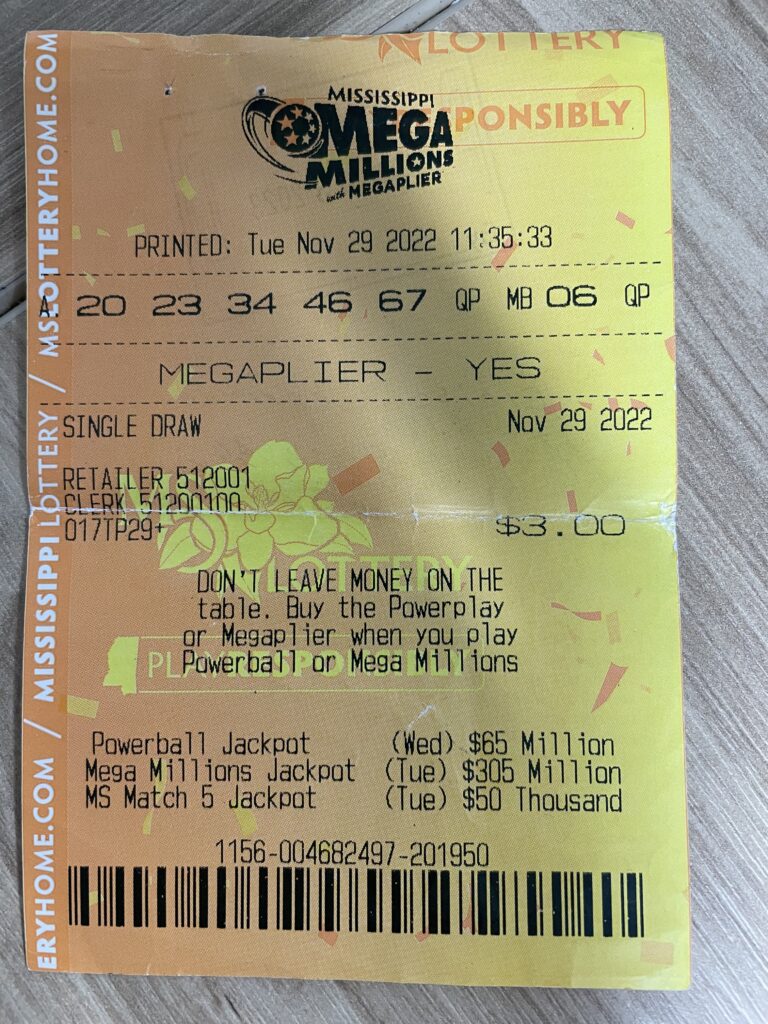 LOTTERY
MISSISSIPPI
MEGA
PONSIBLY
MILLIONS
with MEGAPLIER
PRINTED: Tue Nov 29 2022 11:35:33
A. 20 23 34 46 67 QP MB 06 QP
MEGAPLIER - YES
SINGLE DRAW Nov 29 2022
RETAILER 512001
CLERK 51200100
017TP29+ $3.00
DON'T LEAVE MONEY ON THE
table. Buy the Powerplay
or Megaplier when you play
Powerball or Mega Millions
LOTTERY
PLAY RESPONSIBLY
Powerball Jackpot (Wed) $65 Million
Mega Millions Jackpot (Tue) $305 Million
MS Match 5 Jackpot (Tue) $50 Thousand
1156-004682497-201950
ERYHOME.COM / MISSISSIPPI LOTTERY / MSLOTTERYHOME.COM